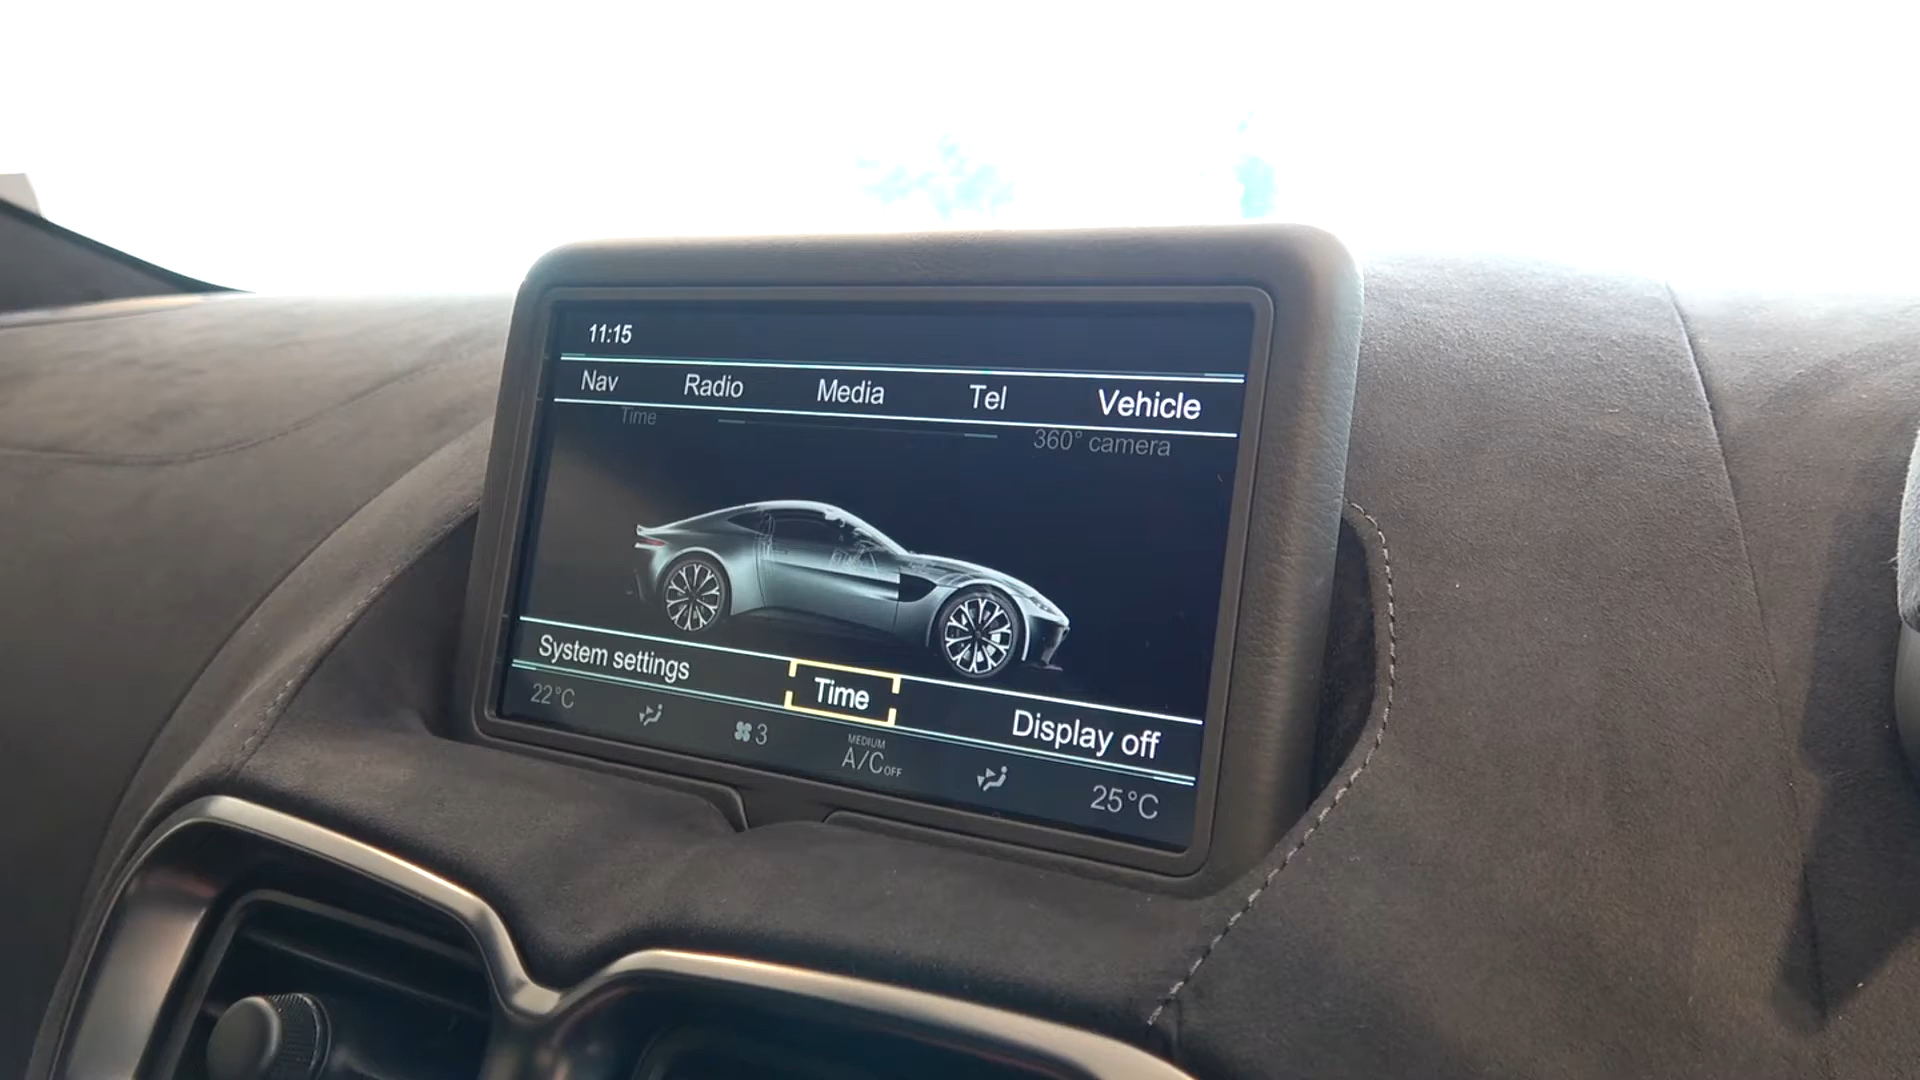 11:15
Nav Radio Media Tel Vehicle
Time 360° camera
System settings Time Display off
22°C 3 MEDIUM A/C OFF 25°C